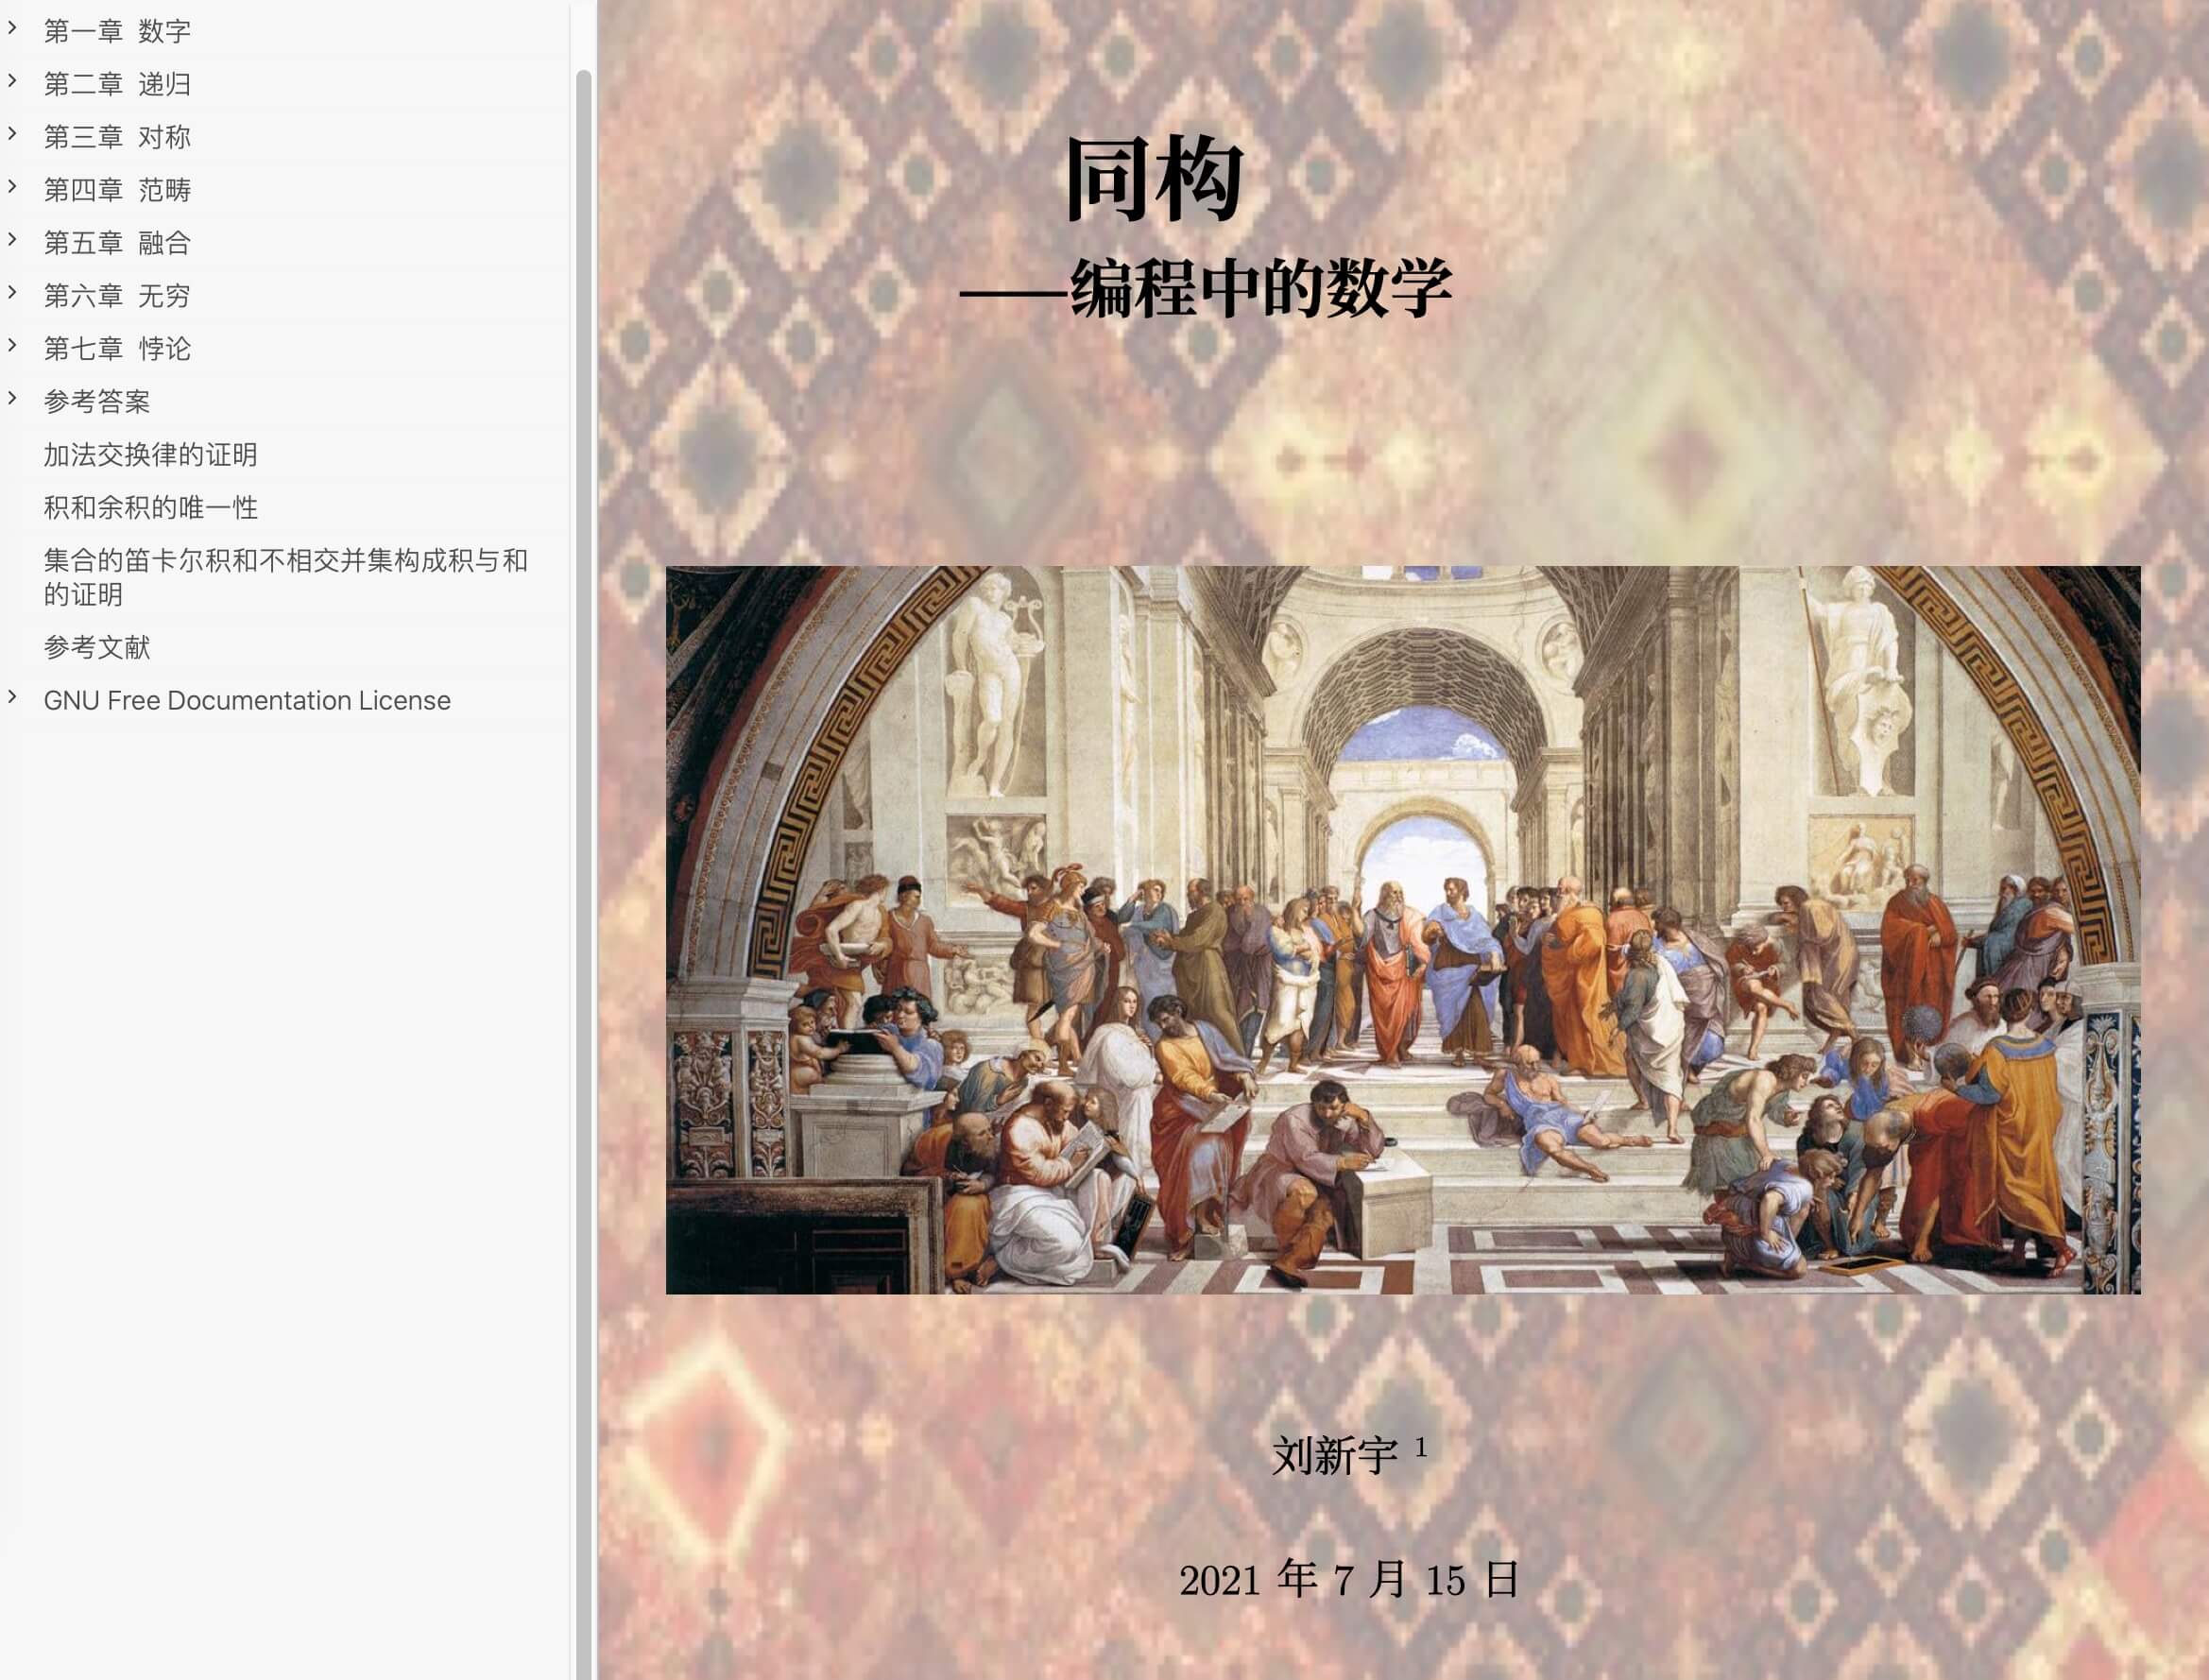 第一章 数字
第二章 递归
第三章 对称
第四章 范畴
第五章 融合
第六章 无穷
第七章 悖论
参考答案
加法交换律的证明
积和余积的唯一性
集合的笛卡尔积和不相交并集构成积与和
的证明
参考文献
GNU Free Documentation License
同构
——编程中的数学
刘新宇 1
2021 年 7 月 15 日